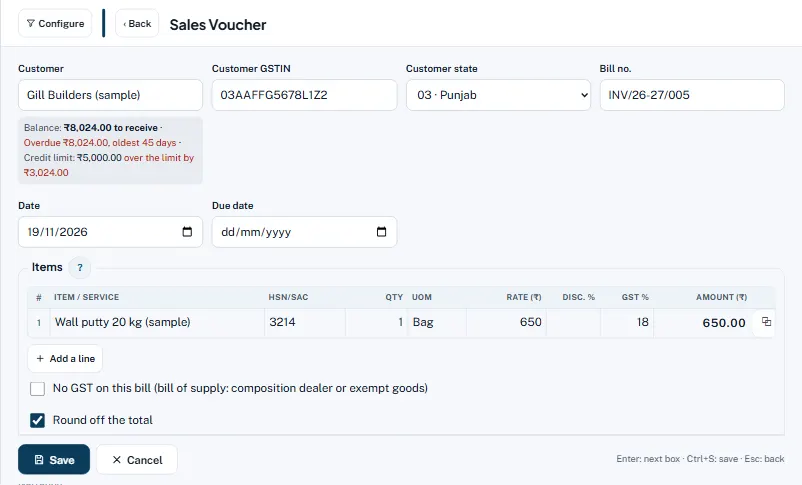 Configure
‹ Back
Sales Voucher
Customer
Customer GSTIN
Customer state
Bill no.
Gill Builders (sample)
03AAFFG5678L1Z2
03 · Punjab
INV/26-27/005
Balance: ₹8,024.00 to receive ·
Overdue ₹8,024.00, oldest 45 days ·
Credit limit: ₹5,000.00 over the limit by
₹3,024.00
Date
Due date
19/11/2026
dd/mm/yyyy
Items ?
# ITEM / SERVICE HSN/SAC QTY UOM RATE (₹) DISC. % GST % AMOUNT (₹)
1 Wall putty 20 kg (sample) 3214 1 Bag 650 18 650.00
+ Add a line
No GST on this bill (bill of supply: composition dealer or exempt goods)
Round off the total
Save
Cancel
Enter: next box · Ctrl+S: save · Esc: back